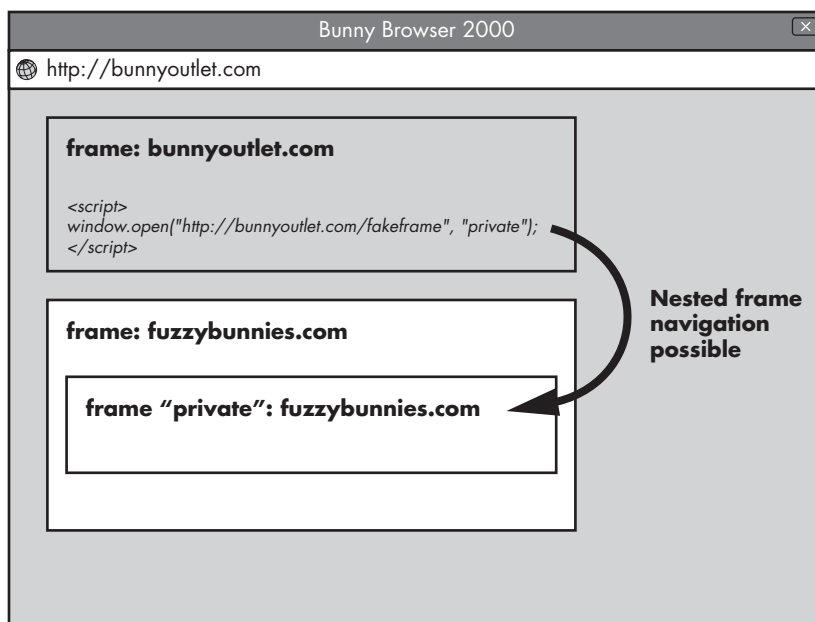 Bunny Browser 2000
http://bunnyoutlet.com
frame: bunnyoutlet.com
<script>
window.open("http://bunnyoutlet.com/fakeframe", "private");
</script>
Nested frame
navigation
possible
frame: fuzzybunnies.com
frame “private”: fuzzybunnies.com